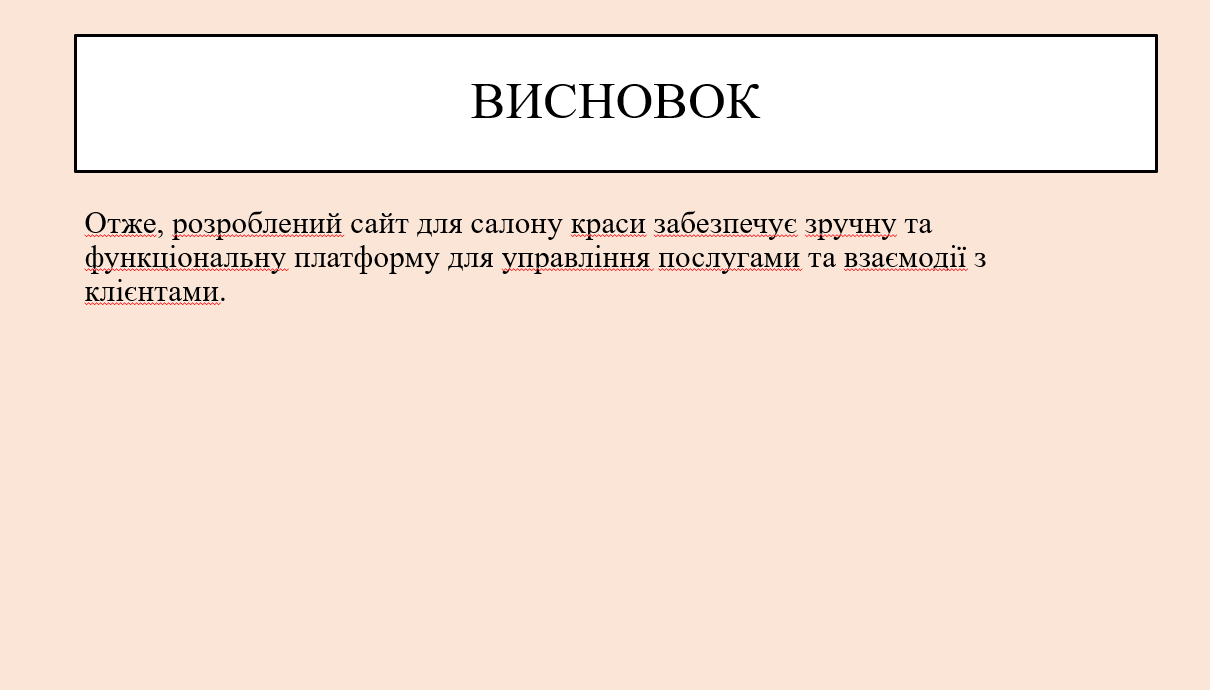 ВИСНОВОК
Отже, розроблений сайт для салону краси забезпечує зручну та
функціональну платформу для управління послугами та взаємодії з
клієнтами.